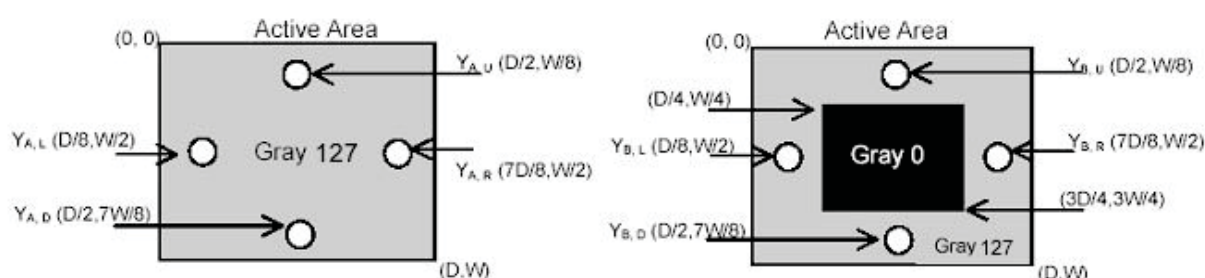 Active Area
(0, 0)
Y_A,U (D/2,W/8)
Y_A,L (D/8,W/2)
Gray 127
Y_A,R (7D/8,W/2)
Y_A,D (D/2,7W/8)
(D,W)
Active Area
(0, 0)
Y_B,U (D/2,W/8)
(D/4,W/4)
Y_B,L (D/8,W/2)
Gray 0
Y_B,R (7D/8,W/2)
(3D/4,3W/4)
Y_B,D (D/2,7W/8)
Gray 127
(D,W)